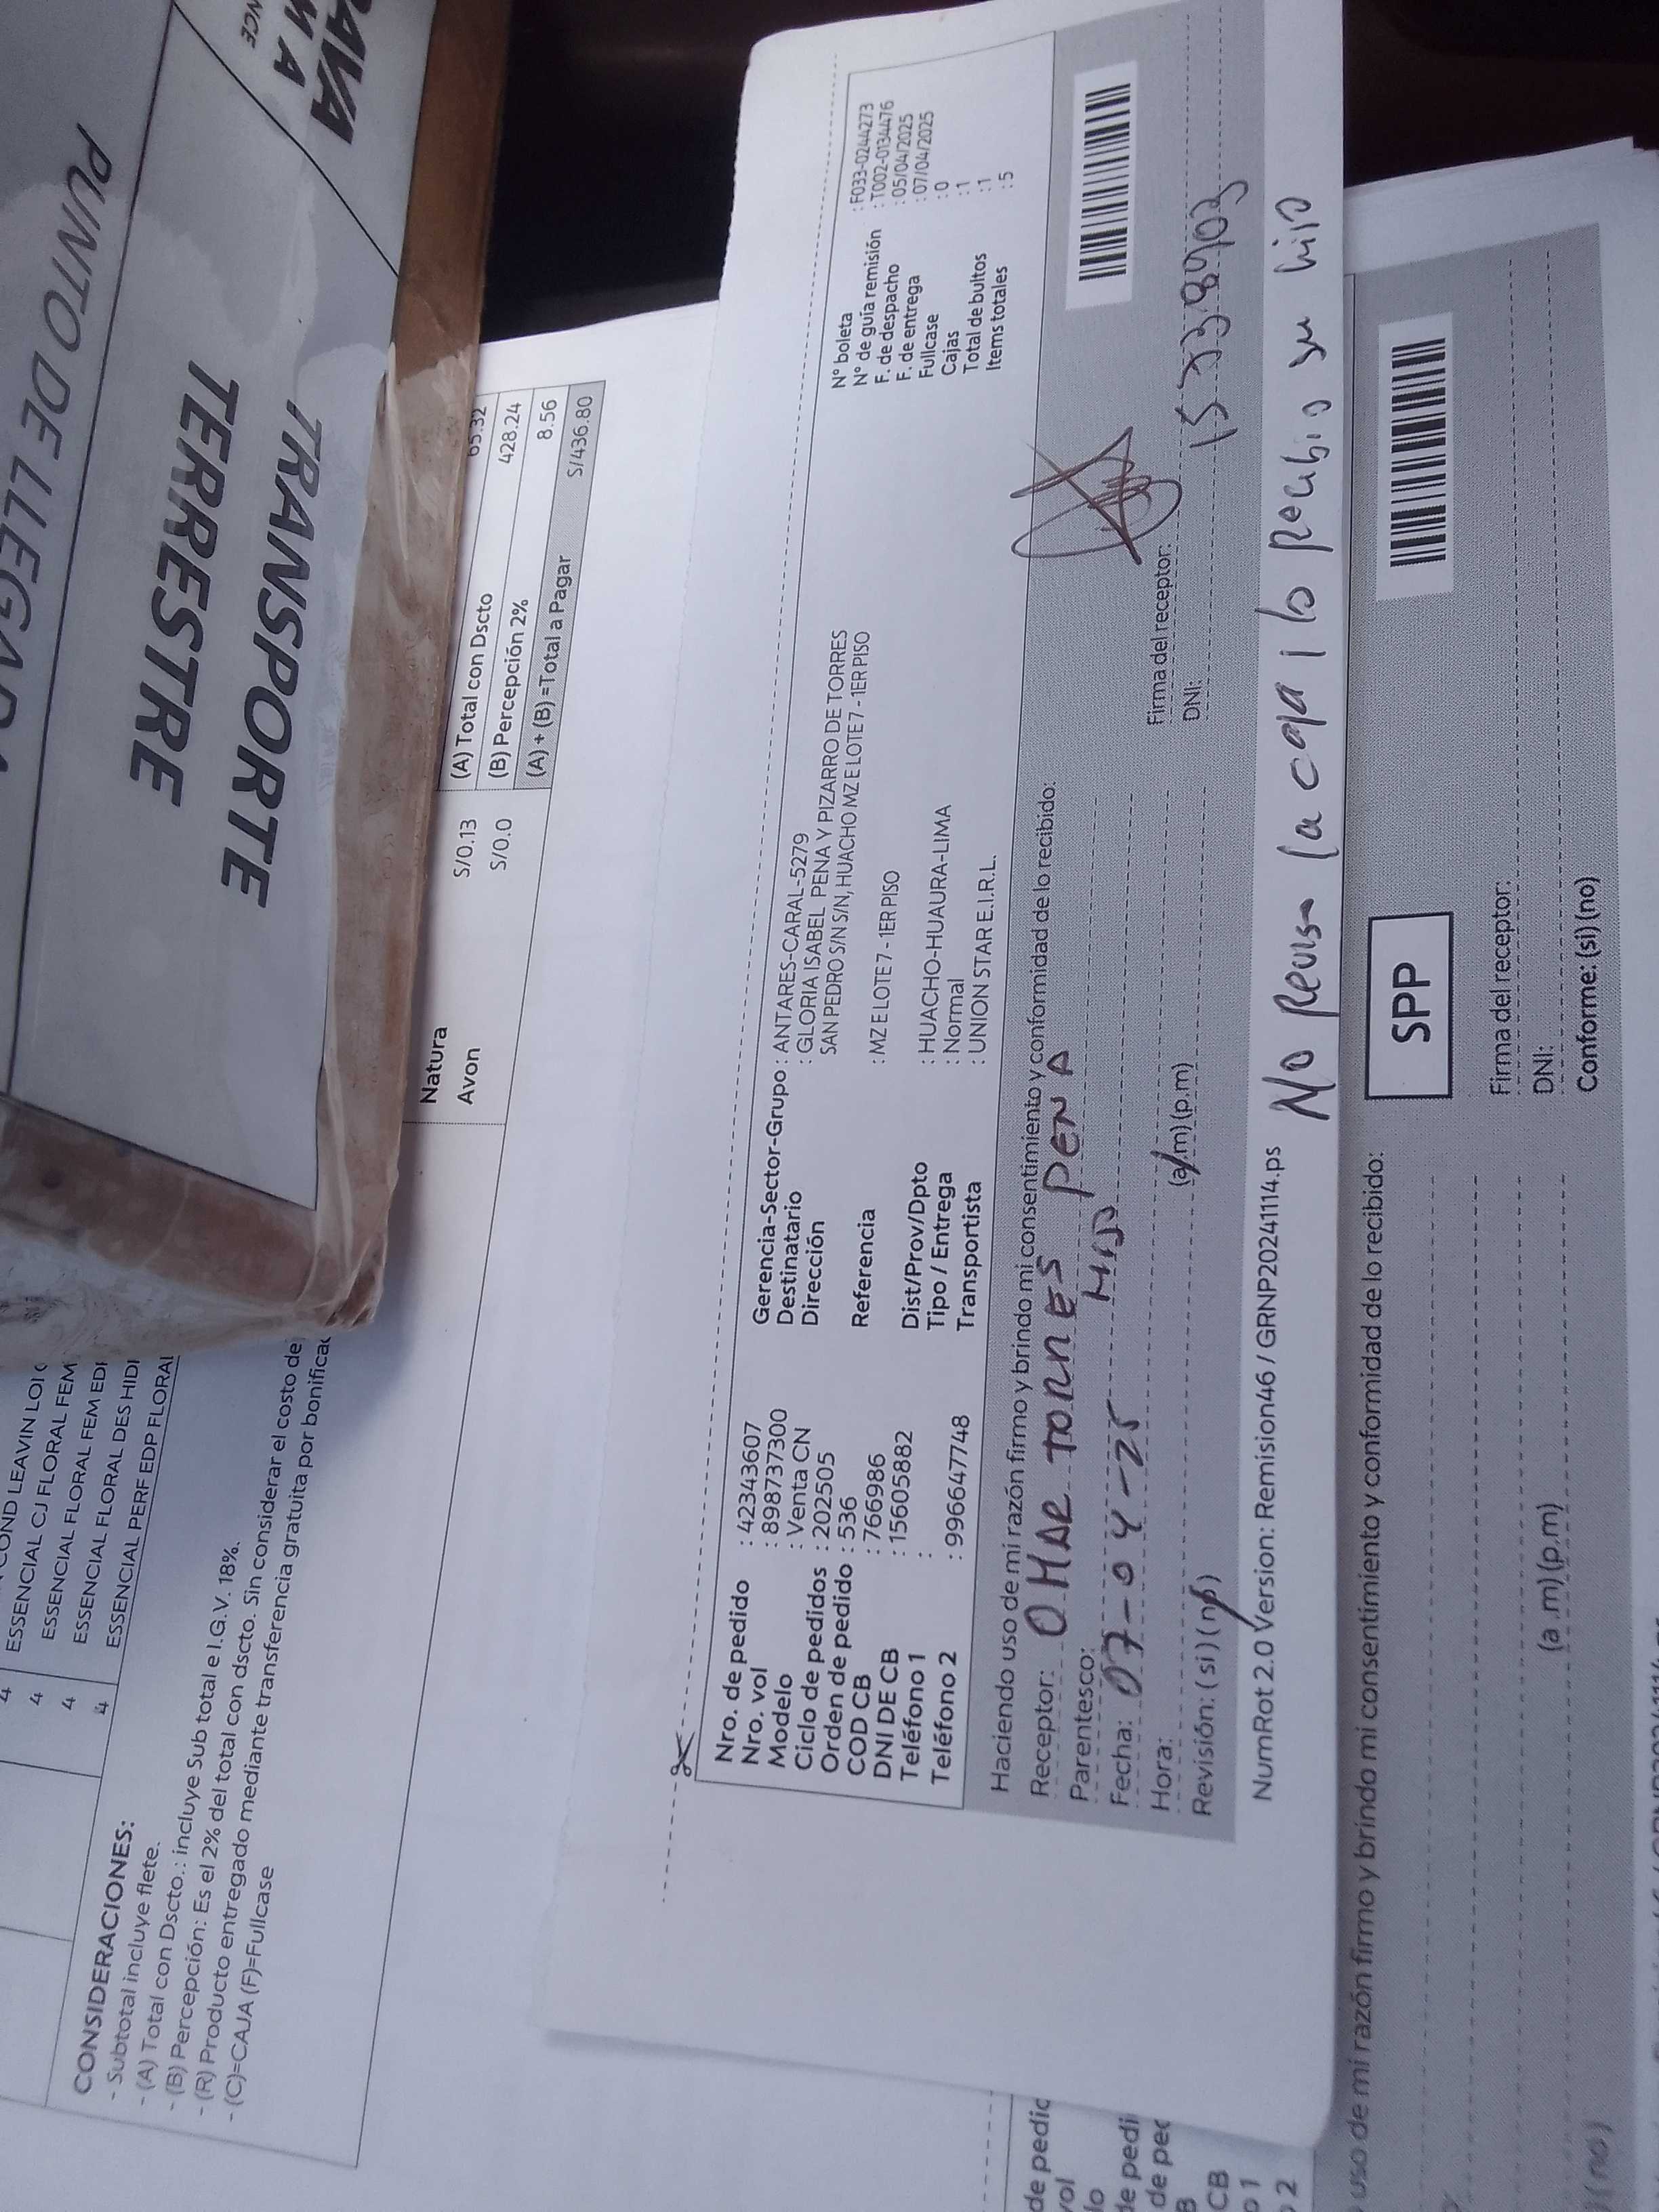 PUNTO DE LLEGADA
TRANSPORTE
TERRESTRE
4 ESSENCIAL CJ FLORAL FEM
4 ESSENCIAL FLORAL FEM EDP
4 ESSENCIAL FLORAL DES HID
4 ESSENCIAL PERF EDP FLORAL
CONSIDERACIONES:
- Subtotal incluye flete.
- (A) Total con Dscto.: incluye Sub total e I.G.V. 18%.
- (B) Percepción: Es el 2% del total con dscto. Sin considerar el costo de
- (R) Producto entregado mediante transferencia gratuita por bonificac
- (C)=CAJA (F)=Fullcase
Natura S/0.13 (A) Total con Dscto 428.24
Avon S/0.0 (B) Percepción 2% 8.56
(A) + (B) =Total a Pagar S/436.80
Nro. de pedido : 42343607
Nro. vol : 898737300
Modelo : Venta CN
Ciclo de pedidos : 202505
Orden de pedido : 536
COD CB : 766986
DNI DE CB : 15605882
Teléfono 1 :
Teléfono 2 : 996647748
Gerencia-Sector-Grupo : ANTARES-CARAL-5279
Destinatario : GLORIA ISABEL PENA Y PIZARRO DE TORRES
Dirección SAN PEDRO S/N S/N, HUACHO MZ E LOTE 7 - 1ER PISO
Referencia : MZ E LOTE 7 - 1ER PISO
Dist/Prov/Dpto : HUACHO-HUAURA-LIMA
Tipo / Entrega : Normal
Transportista : UNION STAR E.I.R.L.
N° boleta : F033-0244273
N° de guía remisión : T002-0134476
F. de despacho : 05/04/2025
F. de entrega : 07/04/2025
Fullcase : 0
Cajas : 1
Total de bultos : 1
Items totales : 5
Haciendo uso de mi razón firmo y brindo mi consentimiento y conformidad de lo recibido:
Receptor: OMAR TORRES PENA
Parentesco: HIJO
Fecha: 07-04-25
Hora: (a.m)(p.m)
Revisión: (si) (no)
Firma del receptor:
DNI: 15738903
NumRot 2.0 Version: Remision46 / GRNP20241114.ps
No Reviso la caja / lo Recibio su hijo
SPP
uso de mi razón firmo y brindo mi consentimiento y conformidad de lo recibido:
(a .m) (p.m)
(no)
Firma del receptor:
DNI:
Conforme: (si) (no)